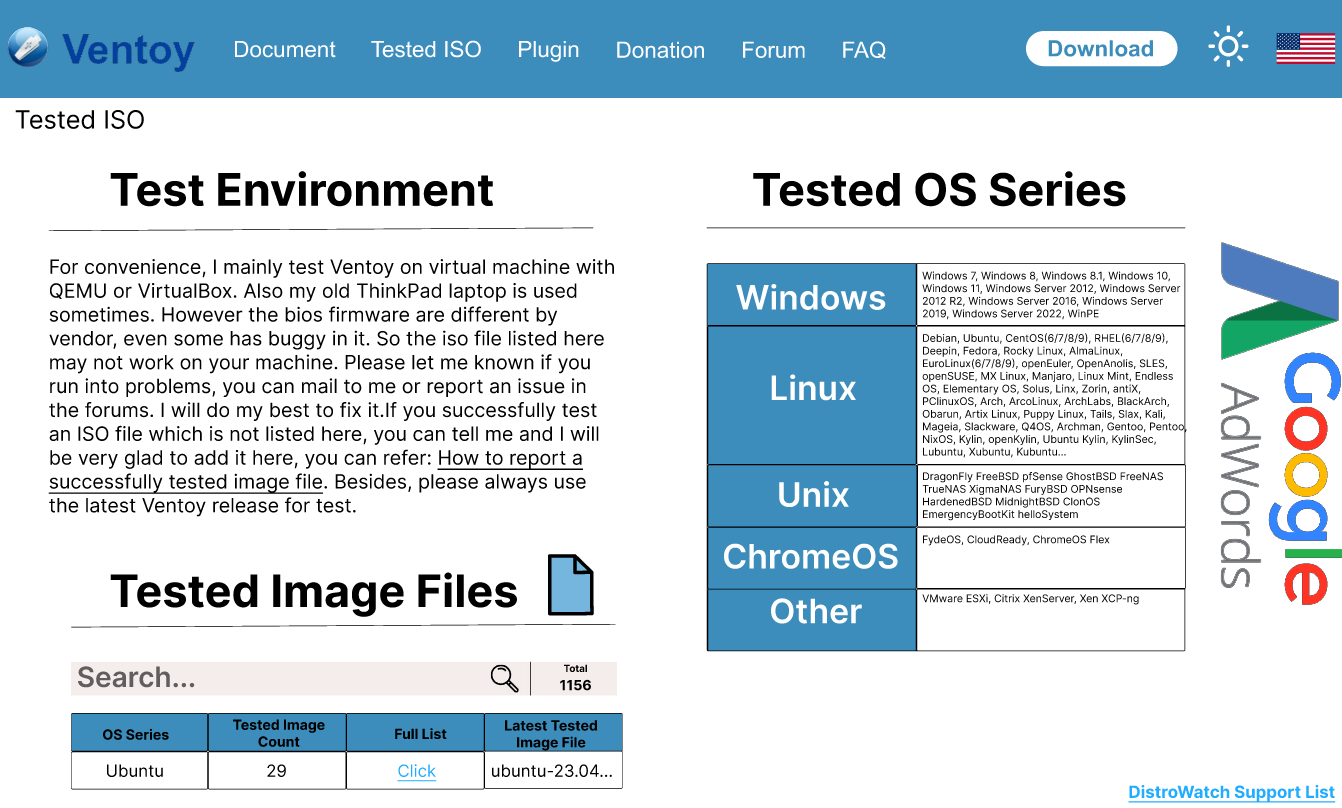 Ventoy Document Tested ISO Plugin Donation Forum FAQ Download
Tested ISO
Test Environment
For convenience, I mainly test Ventoy on virtual machine with
QEMU or VirtualBox. Also my old ThinkPad laptop is used
sometimes. However the bios firmware are different by
vendor, even some has buggy in it. So the iso file listed here
may not work on your machine. Please let me known if you
run into problems, you can mail to me or report an issue in
the forums. I will do my best to fix it.If you successfully test
an ISO file which is not listed here, you can tell me and I will
be very glad to add it here, you can refer: How to report a
successfully tested image file. Besides, please always use
the latest Ventoy release for test.
Tested Image Files
Search...
Total
1156
OS Series
Tested Image
Count
Full List
Latest Tested
Image File
Ubuntu
29
Click
ubuntu-23.04...
Tested OS Series
Windows
Windows 7, Windows 8, Windows 8.1, Windows 10,
Windows 11, Windows Server 2012, Windows Server
2012 R2, Windows Server 2016, Windows Server
2019, Windows Server 2022, WinPE
Linux
Debian, Ubuntu, CentOS(6/7/8/9), RHEL(6/7/8/9),
Deepin, Fedora, Rocky Linux, AlmaLinux,
EuroLinux(6/7/8/9), openEuler, OpenAnolis, SLES,
openSUSE, MX Linux, Manjaro, Linux Mint, Endless
OS, Elementary OS, Solus, Linx, Zorin, antiX,
PClinuxOS, Arch, ArcoLinux, ArchLabs, BlackArch,
Obarun, Artix Linux, Puppy Linux, Tails, Slax, Kali,
Mageia, Slackware, Q4OS, Archman, Gentoo, Pentoo,
NixOS, Kylin, openKylin, Ubuntu Kylin, KylinSec,
Lubuntu, Xubuntu, Kubuntu...
Unix
DragonFly FreeBSD pfSense GhostBSD FreeNAS
TrueNAS XigmaNAS FuryBSD OPNsense
HardenedBSD MidnightBSD ClonOS
EmergencyBootKit helloSystem
ChromeOS
FydeOS, CloudReady, ChromeOS Flex
Other
VMware ESXi, Citrix XenServer, Xen XCP-ng
Google
AdWords
DistroWatch Support List